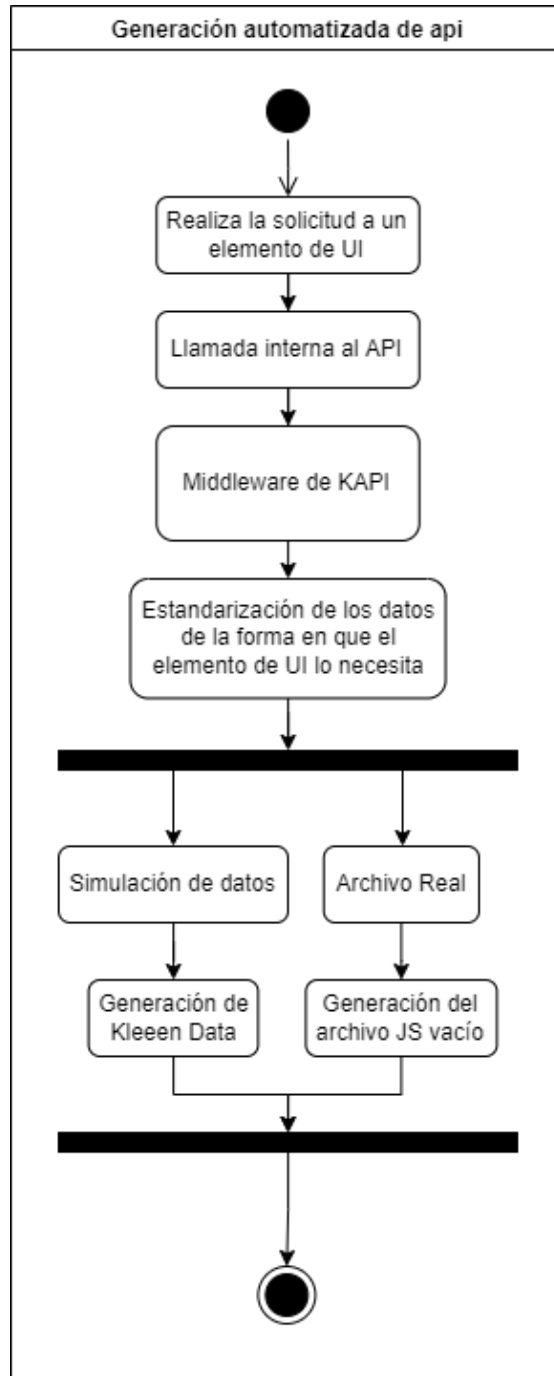 Generación automatizada de api
Realiza la solicitud a un
elemento de UI
Llamada interna al API
Middleware de KAPI
Estandarización de los datos
de la forma en que el
elemento de UI lo necesita
Simulación de datos
Archivo Real
Generación de
Kleeen Data
Generación del
archivo JS vacío